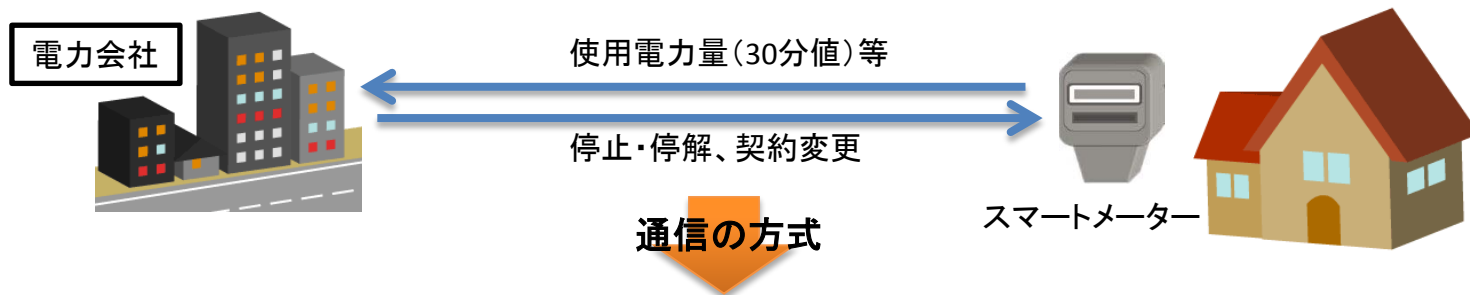 電力会社
使用電力量(30分値)等
停止・停解、契約変更
スマートメーター
通信の方式